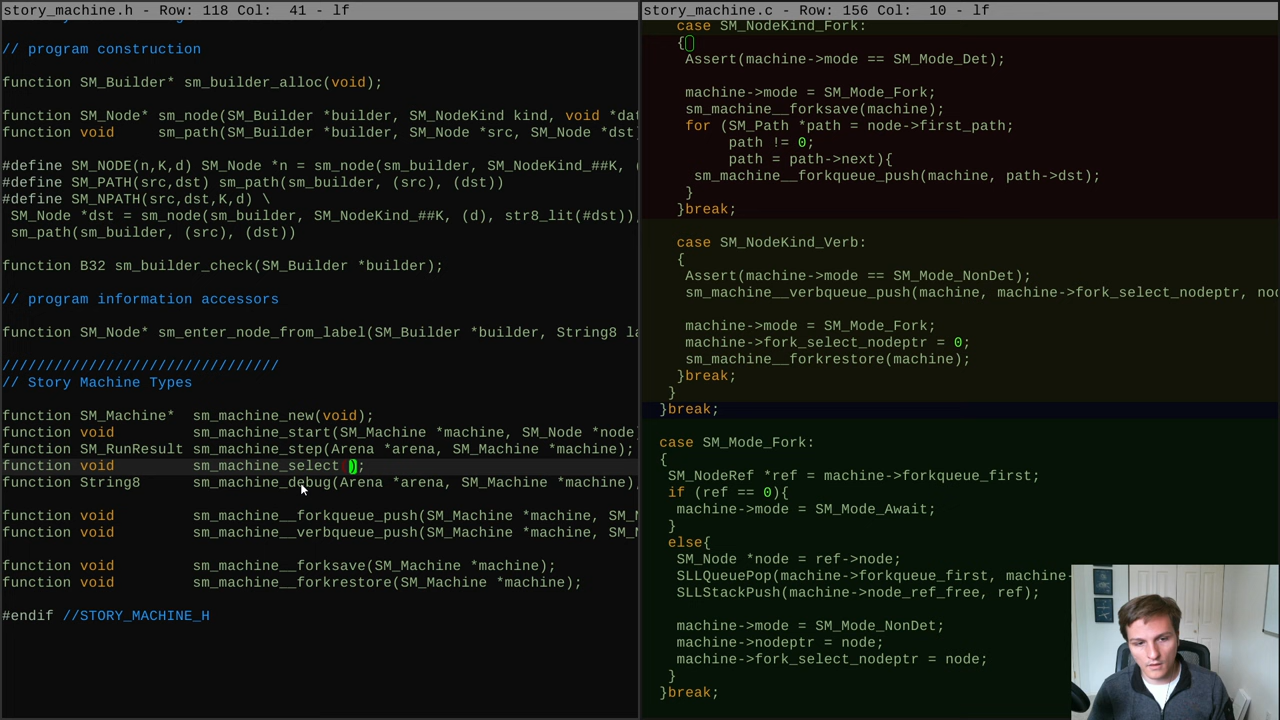 story_machine.h - Row: 118 Col:  41 - lf
// program construction
function SM_Builder* sm_builder_alloc(void);
function SM_Node* sm_node(SM_Builder *builder, SM_NodeKind kind, void *dat
function void     sm_path(SM_Builder *builder, SM_Node *src, SM_Node *dst
#define SM_NODE(n,K,d) SM_Node *n = sm_node(sm_builder, SM_NodeKind_##K, (
#define SM_PATH(src,dst) sm_path(sm_builder, (src), (dst))
#define SM_NPATH(src,dst,K,d) \
SM_Node *dst = sm_node(sm_builder, SM_NodeKind_##K, (d), str8_lit(#dst));
sm_path(sm_builder, (src), (dst))
function B32 sm_builder_check(SM_Builder *builder);
// program information accessors
function SM_Node* sm_enter_node_from_label(SM_Builder *builder, String8 la
////////////////////////////////
// Story Machine Types
function SM_Machine*  sm_machine_new(void);
function void         sm_machine_start(SM_Machine *machine, SM_Node *node
function SM_RunResult sm_machine_step(Arena *arena, SM_Machine *machine);
function void         sm_machine_select();
function String8      sm_machine_debug(Arena *arena, SM_Machine *machine);
function void         sm_machine__forkqueue_push(SM_Machine *machine, SM_N
function void         sm_machine__verbqueue_push(SM_Machine *machine, SM_N
function void         sm_machine__forksave(SM_Machine *machine);
function void         sm_machine__forkrestore(SM_Machine *machine);
#endif //STORY_MACHINE_H
story_machine.c - Row: 156 Col:  10 - lf
case SM_NodeKind_Fork:
{
Assert(machine->mode == SM_Mode_Det);
machine->mode = SM_Mode_Fork;
sm_machine__forksave(machine);
for (SM_Path *path = node->first_path;
path != 0;
path = path->next){
sm_machine__forkqueue_push(machine, path->dst);
}
}break;
case SM_NodeKind_Verb:
{
Assert(machine->mode == SM_Mode_NonDet);
sm_machine__verbqueue_push(machine, machine->fork_select_nodeptr, noc
machine->mode = SM_Mode_Fork;
machine->fork_select_nodeptr = 0;
sm_machine__forkrestore(machine);
}break;
}
}break;
case SM_Mode_Fork:
{
SM_NodeRef *ref = machine->forkqueue_first;
if (ref == 0){
machine->mode = SM_Mode_Await;
}
else{
SM_Node *node = ref->node;
SLLQueuePop(machine->forkqueue_first, machine-
SLLStackPush(machine->node_ref_free, ref);
machine->mode = SM_Mode_NonDet;
machine->nodeptr = node;
machine->fork_select_nodeptr = node;
}
}break;